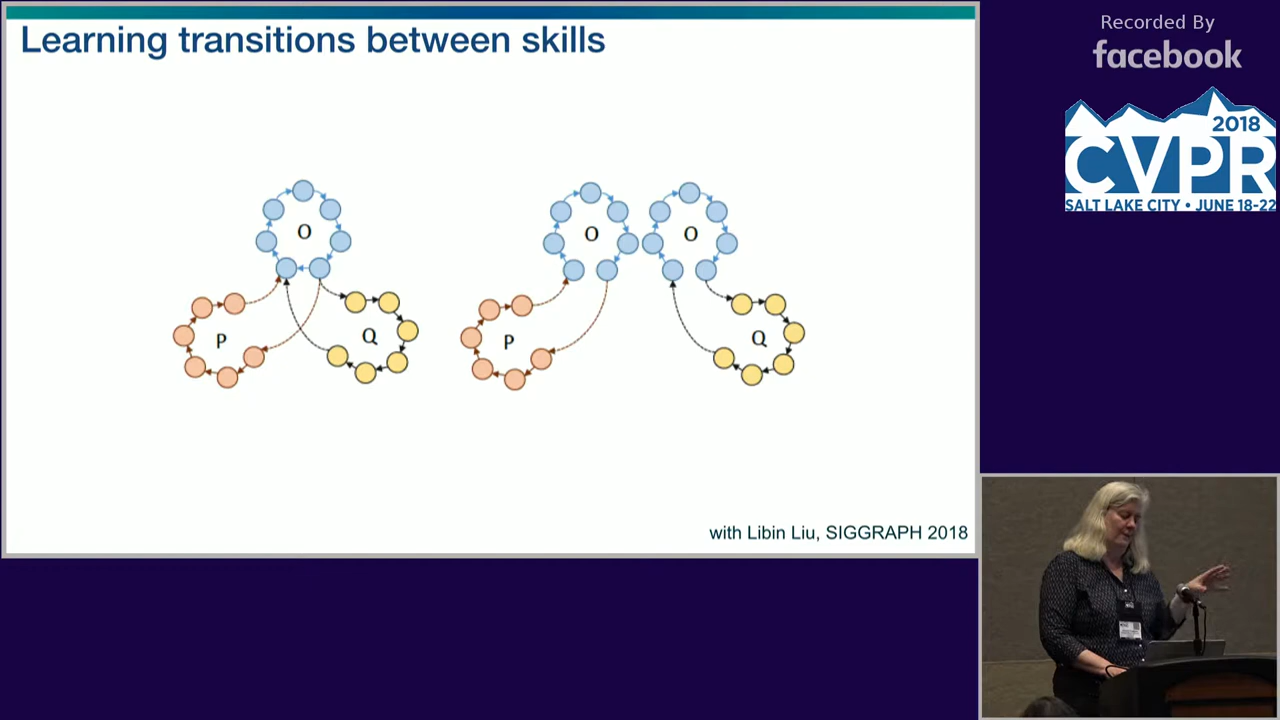 Learning transitions between skills
O
P
Q
O
O
P
Q
with Libin Liu, SIGGRAPH 2018
Recorded By
facebook
2018
CVPR
SALT LAKE CITY • JUNE 18-22